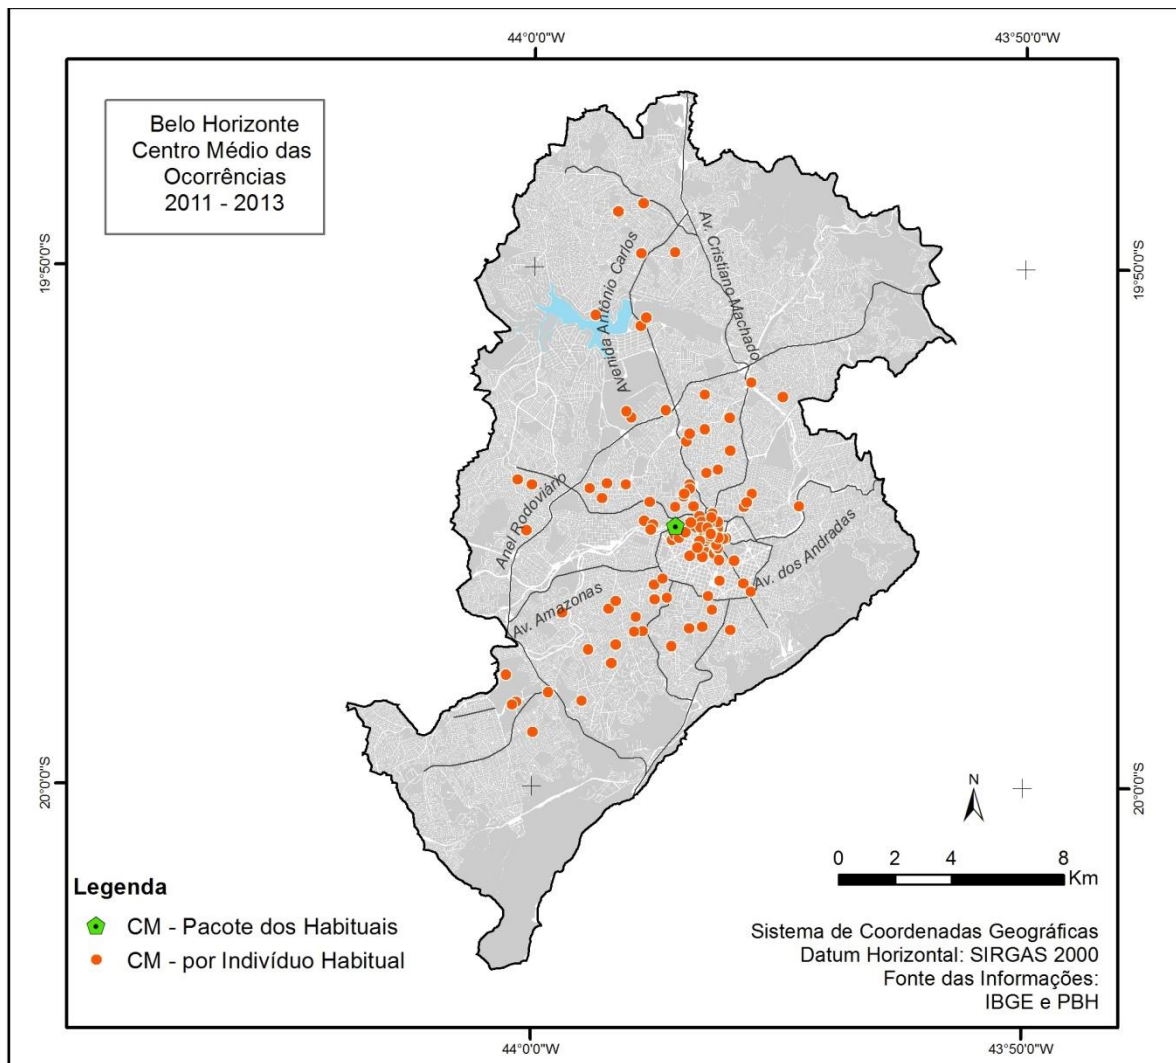 44°0'0"W
43°50'0"W
Belo Horizonte
Centro Médio das
Ocorrências
2011 - 2013
19°50'0"S
19°50'0"S
Av. Cristiano Machado
Avenida Antônio Carlos
Anel Rodoviário
Av. dos Andradas
Av. Amazonas
20°0'0"S
20°0'0"S
N
0 2 4 8
Km
Legenda
CM - Pacote dos Habituais
CM - por Indivíduo Habitual
Sistema de Coordenadas Geográficas
Datum Horizontal: SIRGAS 2000
Fonte das Informações:
IBGE e PBH
44°0'0"W
43°50'0"W